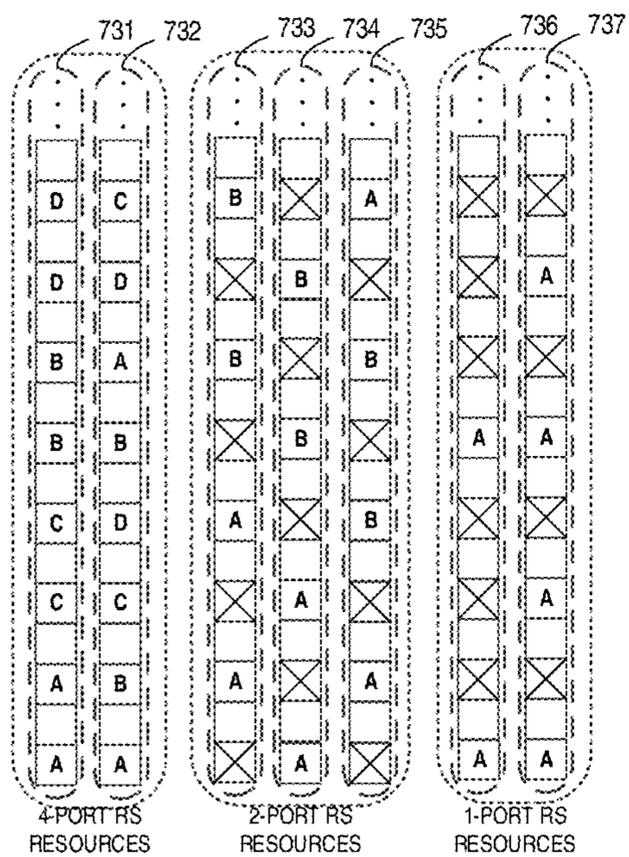 731 732 733 734 735 736 737
D C B A
D D B A
B A B B
B B B A A
C D A B
C C A A
A B A A
A A A A A
4-PORT RS 2-PORT RS 1-PORT RS
RESOURCES RESOURCES RESOURCES